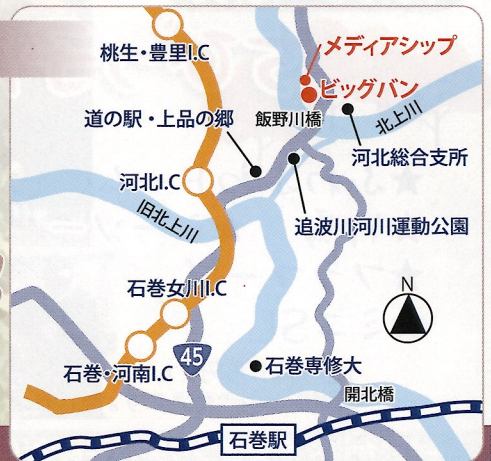 メディアシップ
桃生・豊里I.C
ビッグバン
道の駅・上品の郷
飯野川橋
北上川
河北総合支所
河北I.C
旧北上川
追波川河川運動公園
石巻女川I.C
N
45
石巻専修大
石巻・河南I.C
開北橋
石巻駅